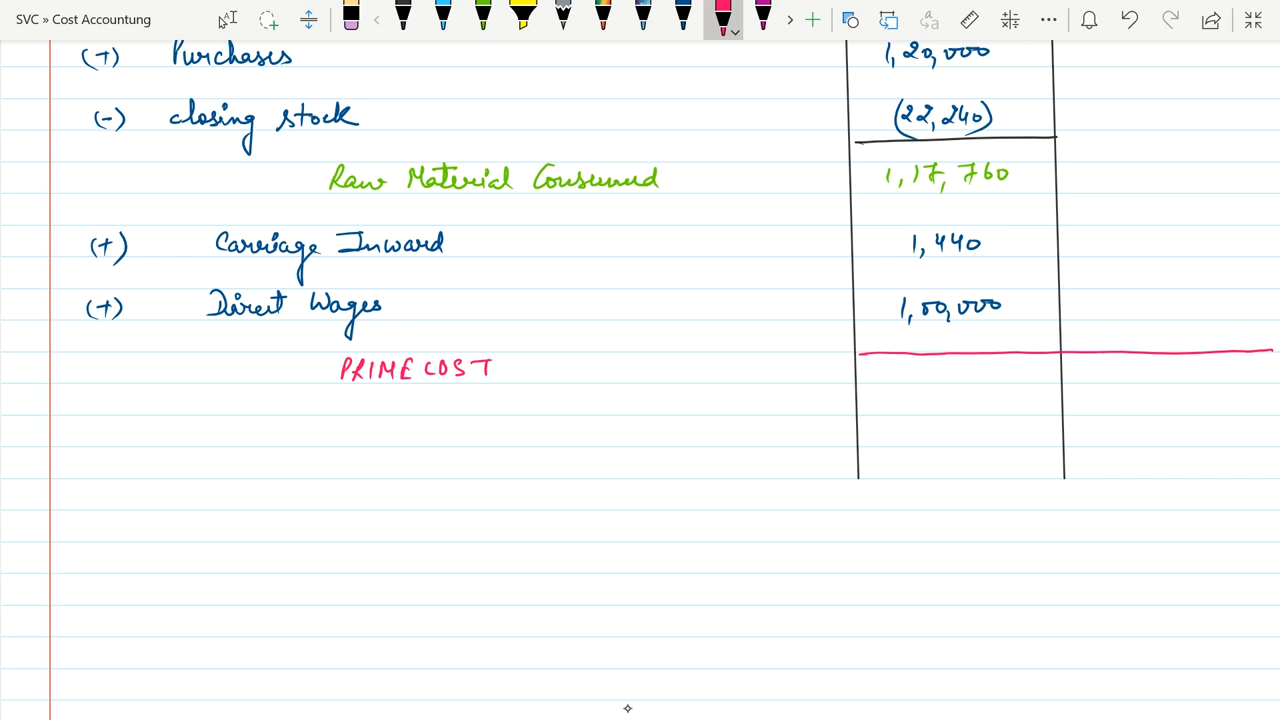 SVC » Cost Accountung
(+) Purchases 1,20,000
(-) closing stock (22,240)
Raw Material Consumed 1,17,760
(+) Carriage Inward 1,440
(+) Direct Wages 1,00,000
PRIME COST